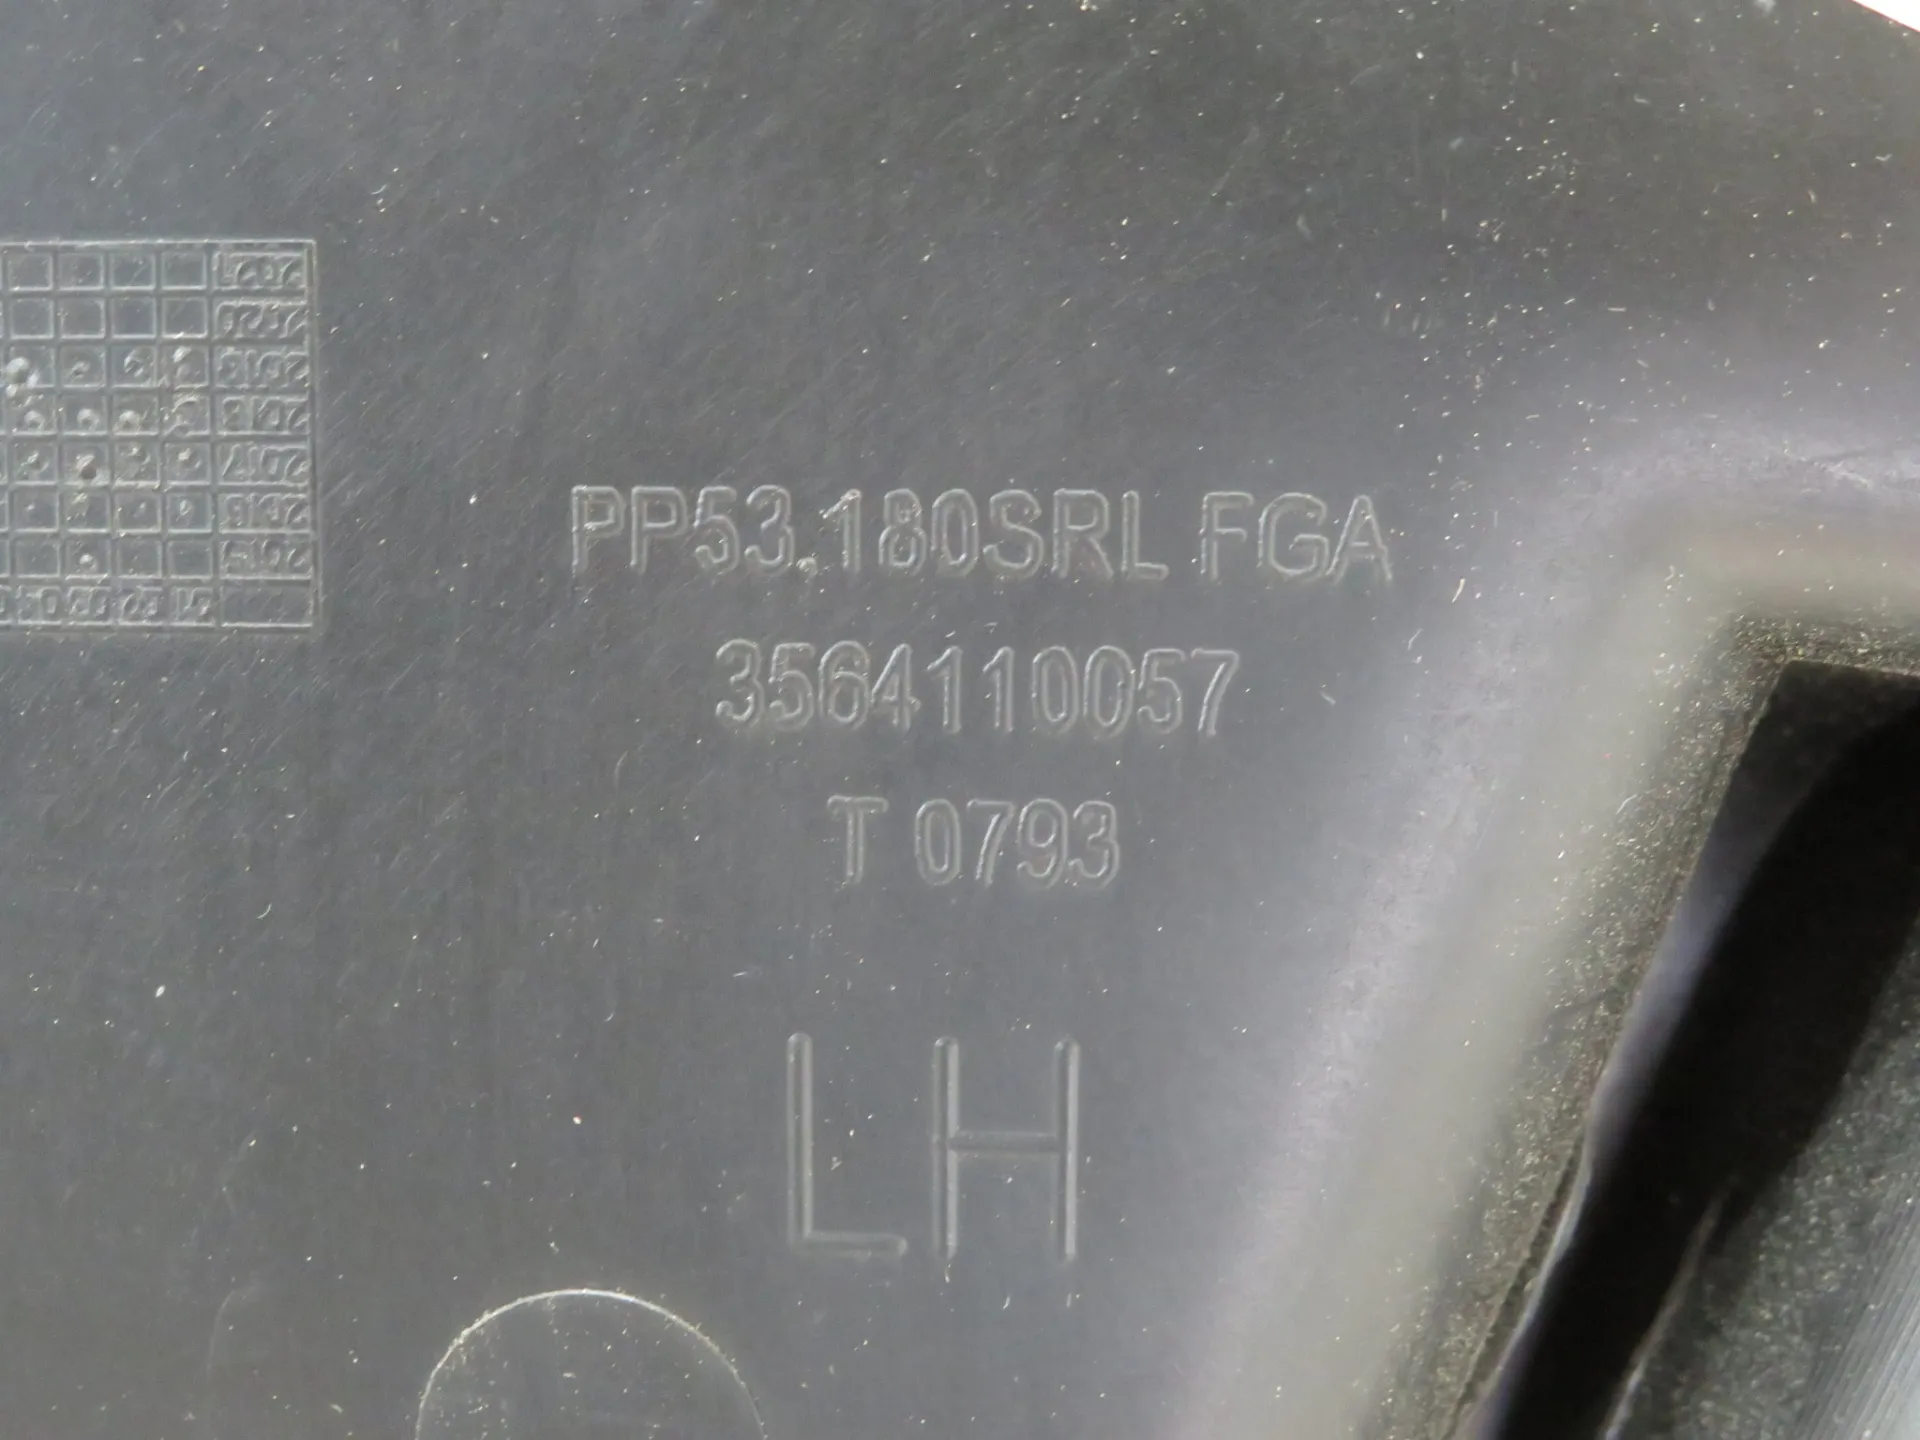 PP53.180SRL FGA
3564110057
T 0793
LH